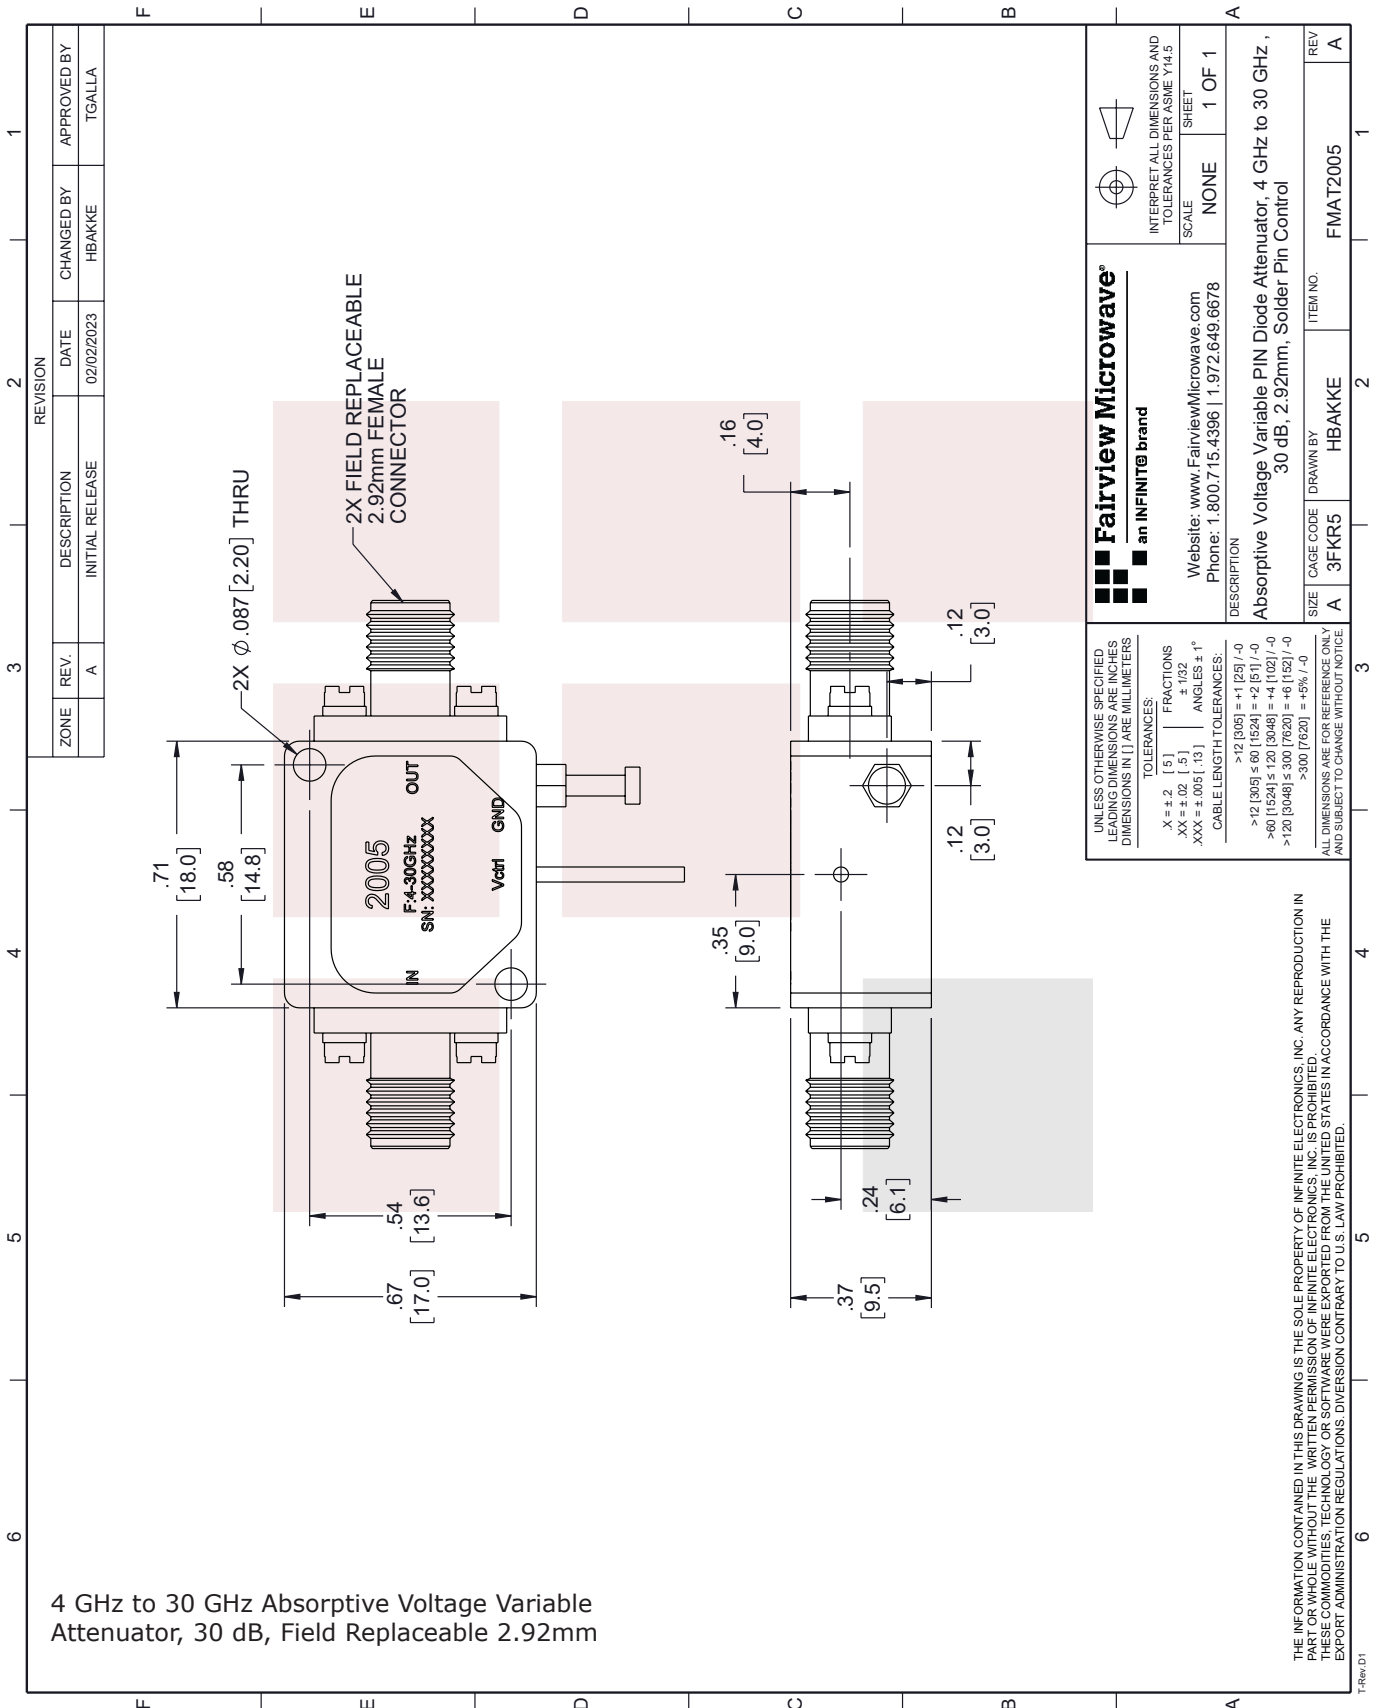 REVISION
ZONE REV. DESCRIPTION DATE CHANGED BY APPROVED BY
A INITIAL RELEASE 02/02/2023 HBAKKE TGALLA
6 5 4 3 2 1
F
E
D
C
B
A
.71
[18.0]
.58
[14.8]
2X Ø .087 [2.20] THRU
2X FIELD REPLACEABLE
2.92mm FEMALE
CONNECTOR
2005
F:4-30GHz
SN: XXXXXXXX
IN OUT
Vctrl GND
.54
[13.6]
.67
[17.0]
.16
[4.0]
.35
[9.0]
.12
[3.0]
.12
[3.0]
.24
[6.1]
.37
[9.5]
UNLESS OTHERWISE SPECIFIED
LEADING DIMENSIONS ARE INCHES
DIMENSIONS IN [ ] ARE MILLIMETERS
TOLERANCES:
.X = ± .2 [ 5 ] FRACTIONS
.XX = ± .02 [ .5 ] ± 1/32
.XXX = ± .005 [ .13 ] ANGLES ± 1°
CABLE LENGTH TOLERANCES:
>12 [305] = +1 [25] / -0
>12 [305] ≤ 60 [1524] = +2 [51] / -0
>60 [1524] ≤ 120 [3048] = +4 [102] / -0
>120 [3048] ≤ 300 [7620] = +6 [152] / -0
>300 [7620] = +5% / -0
ALL DIMENSIONS ARE FOR REFERENCE ONLY
AND SUBJECT TO CHANGE WITHOUT NOTICE.
Fairview Microwave®
an INFINIT@ brand
Website: www.FairviewMicrowave.com
Phone: 1.800.715.4396 | 1.972.649.6678
INTERPRET ALL DIMENSIONS AND
TOLERANCES PER ASME Y14.5
SCALE NONE
SHEET 1 OF 1
DESCRIPTION
Absorptive Voltage Variable PIN Diode Attenuator, 4 GHz to 30 GHz ,
30 dB, 2.92mm, Solder Pin Control
SIZE A
CAGE CODE 3FKR5
DRAWN BY HBAKKE
ITEM NO. FMAT2005
REV A
THE INFORMATION CONTAINED IN THIS DRAWING IS THE SOLE PROPERTY OF INFINITE ELECTRONICS, INC. ANY REPRODUCTION IN
PART OR WHOLE WITHOUT THE WRITTEN PERMISSION OF INFINITE ELECTRONICS, INC. IS PROHIBITED.
THESE COMMODITIES, TECHNOLOGY OR SOFTWARE WERE EXPORTED FROM THE UNITED STATES IN ACCORDANCE WITH THE
EXPORT ADMINISTRATION REGULATIONS. DIVERSION CONTRARY TO U.S. LAW PROHIBITED.
6 5 4 3 2 1
F
E
D
C
B
A
T-Rev.D1
4 GHz to 30 GHz Absorptive Voltage Variable
Attenuator, 30 dB, Field Replaceable 2.92mm